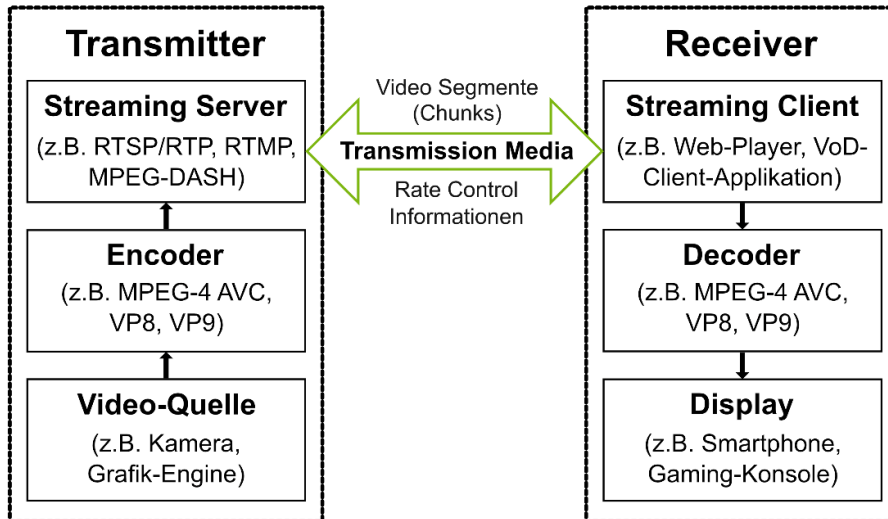 Transmitter
Streaming Server
(z.B. RTSP/RTP, RTMP,
MPEG-DASH)
Encoder
(z.B. MPEG-4 AVC,
VP8, VP9)
Video-Quelle
(z.B. Kamera,
Grafik-Engine)
Video Segmente
(Chunks)
Transmission Media
Rate Control
Informationen
Receiver
Streaming Client
(z.B. Web-Player, VoD-
Client-Applikation)
Decoder
(z.B. MPEG-4 AVC,
VP8, VP9)
Display
(z.B. Smartphone,
Gaming-Konsole)